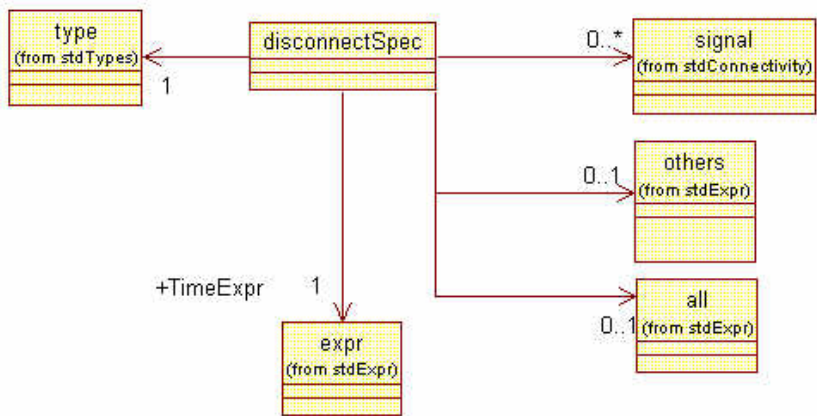 type
(from stdTypes)
1
disconnectSpec
0..*
signal
(from stdConnectivity)
0..1
others
(from stdExpr)
0..1
all
(from stdExpr)
+TimeExpr
1
expr
(from stdExpr)